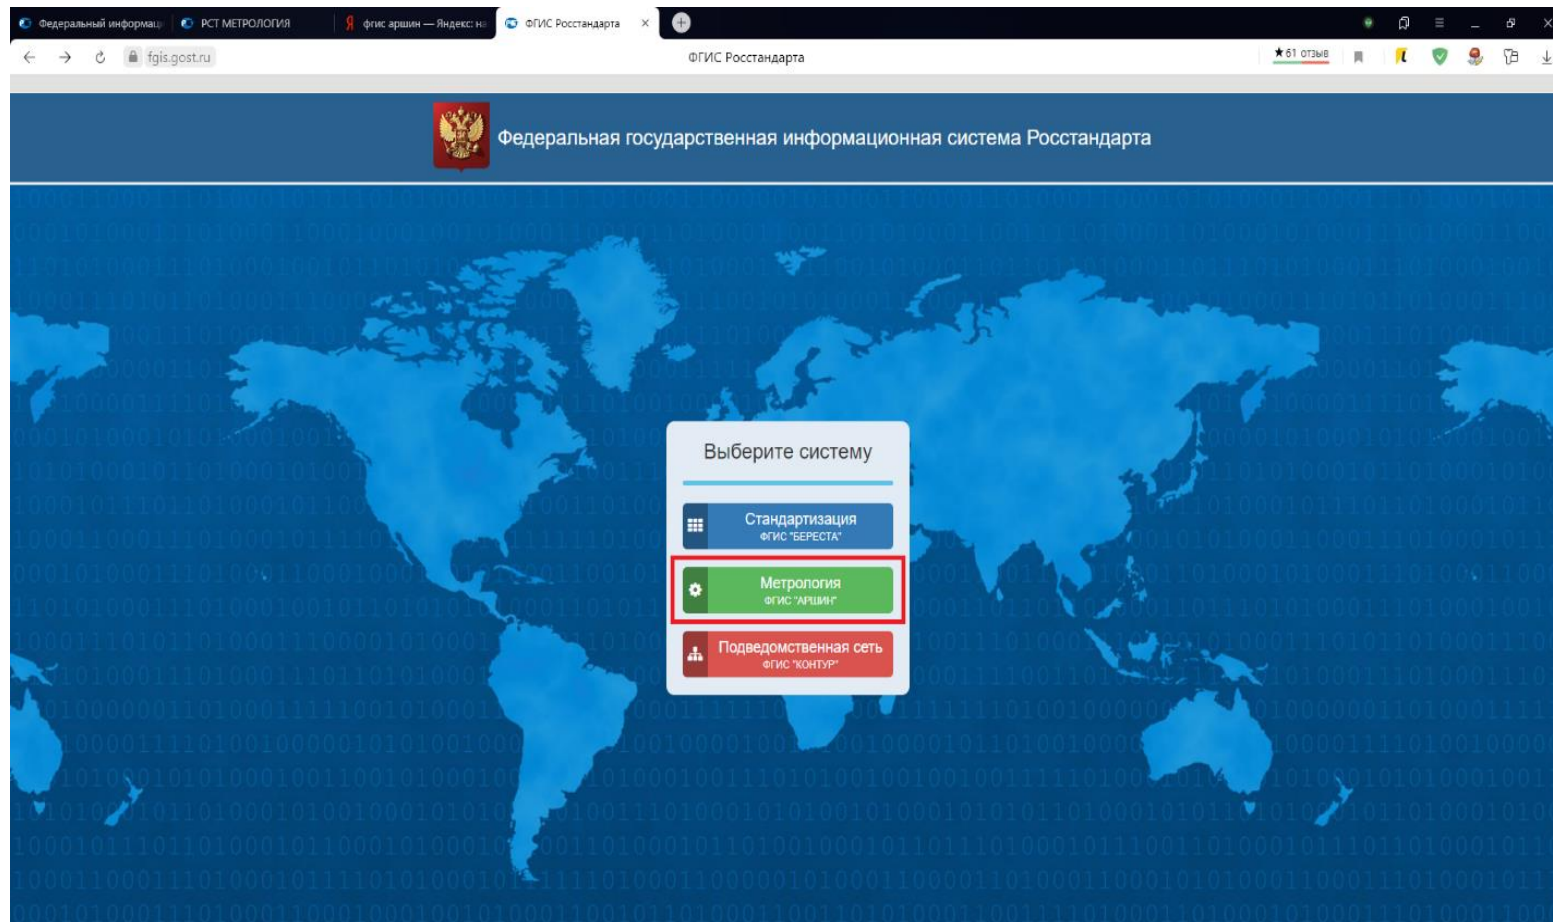 Федеральный информац
РСТ МЕТРОЛОГИЯ
Я фгис аршин — Яндекс: на
ФГИС Росстандарта
fgis.gost.ru
ФГИС Росстандарта
★61 отзыв
Федеральная государственная информационная система Росстандарта
Выберите систему
Стандартизация
ФГИС "БЕРЕСТА"
Метрология
ФГИС "АРШИН"
Подведомственная сеть
ФГИС "КОНТУР"